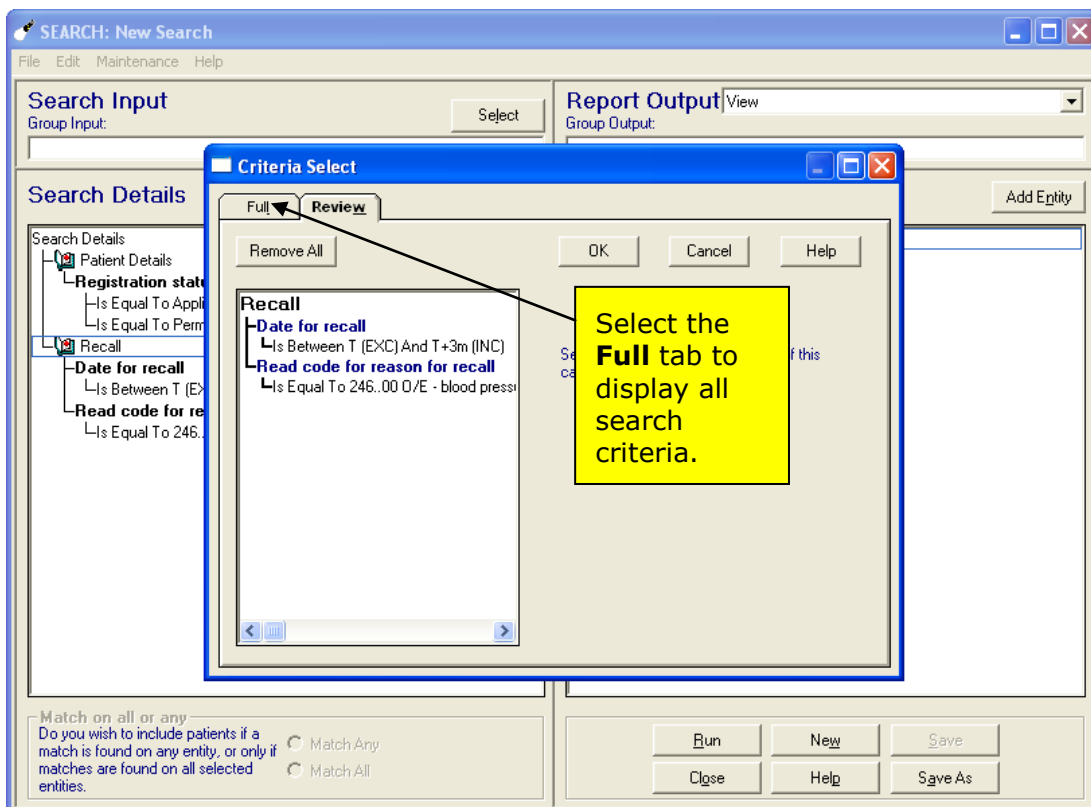 SEARCH: New Search
File Edit Maintenance Help
Search Input
Group Input:
Select
Report Output View
Group Output:
Search Details
Add Entity
Search Details
Patient Details
Registration
Is Equal To
Is Equal To
Recall
Date for recall
Is Between T
Read code for
Is Equal To 246..
Criteria Select
Full Review
Remove All
OK Cancel Help
Recall
Date for recall
Is Between T (EXC) And T+3m (INC)
Read code for reason for recall
Is Equal To 246..00 O/E - blood
this
Select the
Full tab to
display all
search
criteria.
Match on all or any
Do you wish to include patients if a
match is found on any entity, or only if
matches are found on all selected
entities.
Match Any
Match All
Run New Save
Close Help Save As